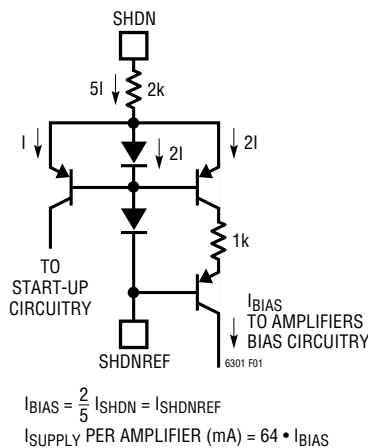 SHDN
5I
2k
I
2I
2I
1k
TO
START-UP
CIRCUITRY
IBIAS
TO AMPLIFIERS
BIAS CIRCUITRY
6301 F01
SHDNREF
IBIAS = 2/5 ISHDN = ISHDNREF
ISUPPLY PER AMPLIFIER (mA) = 64 • IBIAS